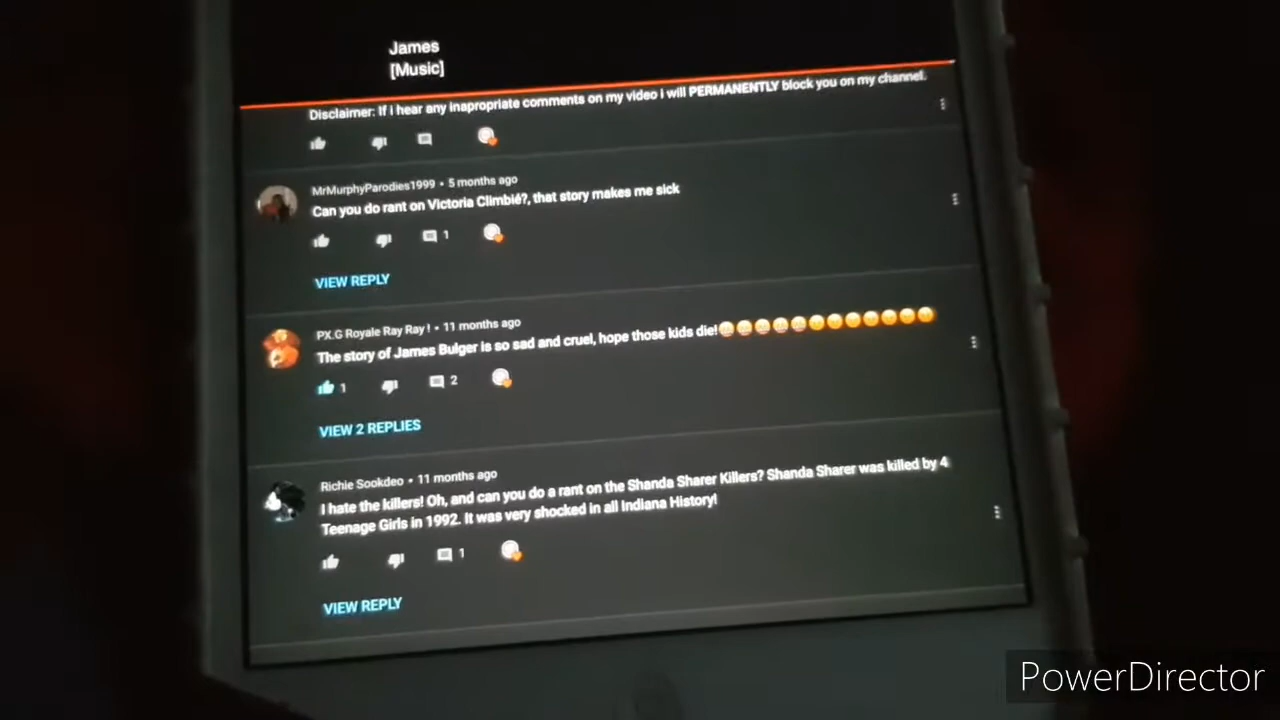 James
[Music]
Disclaimer: If i hear any inapropriate comments on my video i will PERMANENTLY block you on my channel.
MrMurphyParodies1999 • 5 months ago
Can you do rant on Victoria Climbié?, that story makes me sick
1
VIEW REPLY
PX.G Royale Ray Ray! • 11 months ago
The story of James Bulger is so sad and cruel, hope those kids die!
1 2
VIEW 2 REPLIES
Richie Sookdeo • 11 months ago
I hate the killers! Oh, and can you do a rant on the Shanda Sharer Killers? Shanda Sharer was killed by 4
Teenage Girls in 1992. It was very shocked in all Indiana History!
1
VIEW REPLY
PowerDirector